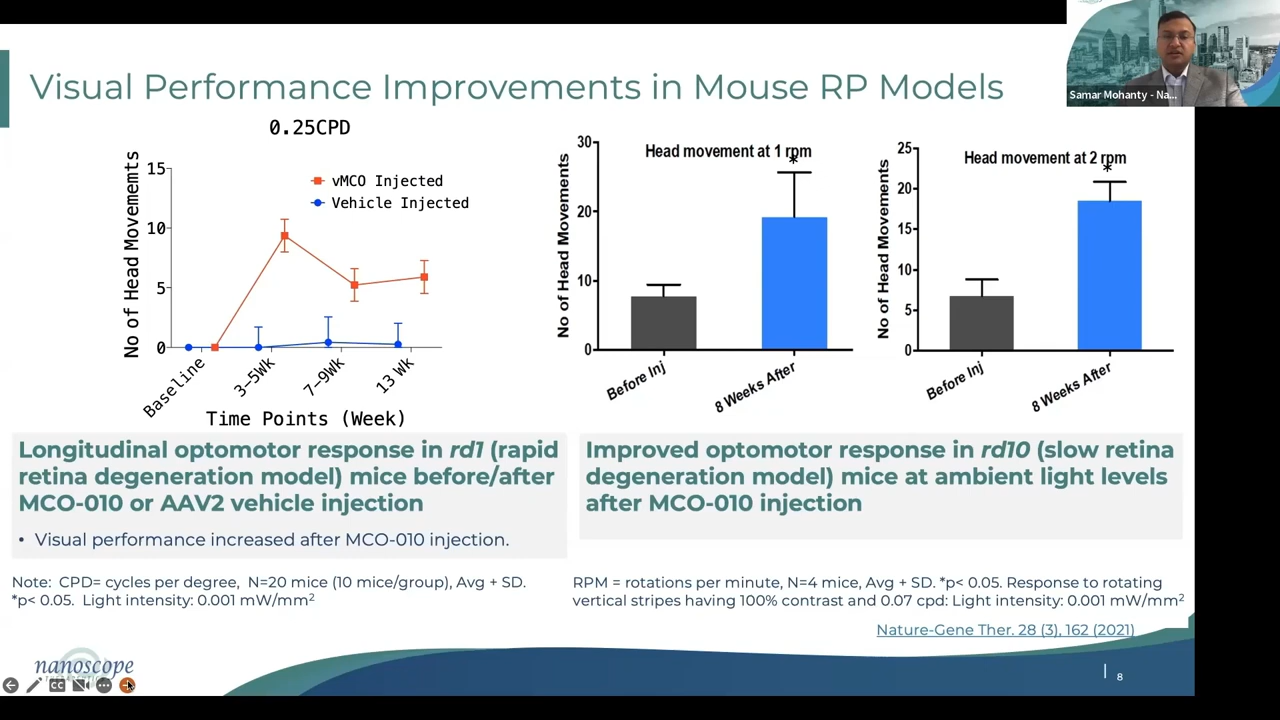 Visual Performance Improvements in Mouse RP Models
Samar Mohanty - Na...
0.25CPD
No of Head Movememts
15
10
5
0
vMCO Injected
Vehicle Injected
Baseline
3-5Wk
7-9Wk
13 Wk
Time Points (Week)
Head movement at 1 rpm
*
No of Head Movements
30
20
10
0
Before Inj
8 Weeks After
Head movement at 2 rpm
*
No of Head Movements
25
20
15
10
5
0
Before Inj
8 Weeks After
Longitudinal optomotor response in rd1 (rapid
retina degeneration model) mice before/after
MCO-010 or AAV2 vehicle injection
• Visual performance increased after MCO-010 injection.
Improved optomotor response in rd10 (slow retina
degeneration model) mice at ambient light levels
after MCO-010 injection
Note: CPD= cycles per degree, N=20 mice (10 mice/group), Avg + SD.
*p< 0.05. Light intensity: 0.001 mW/mm²
RPM = rotations per minute, N=4 mice, Avg + SD. *p< 0.05. Response to rotating
vertical stripes having 100% contrast and 0.07 cpd: Light intensity: 0.001 mW/mm²
Nature-Gene Ther. 28 (3), 162 (2021)
nanoscope
CC
8